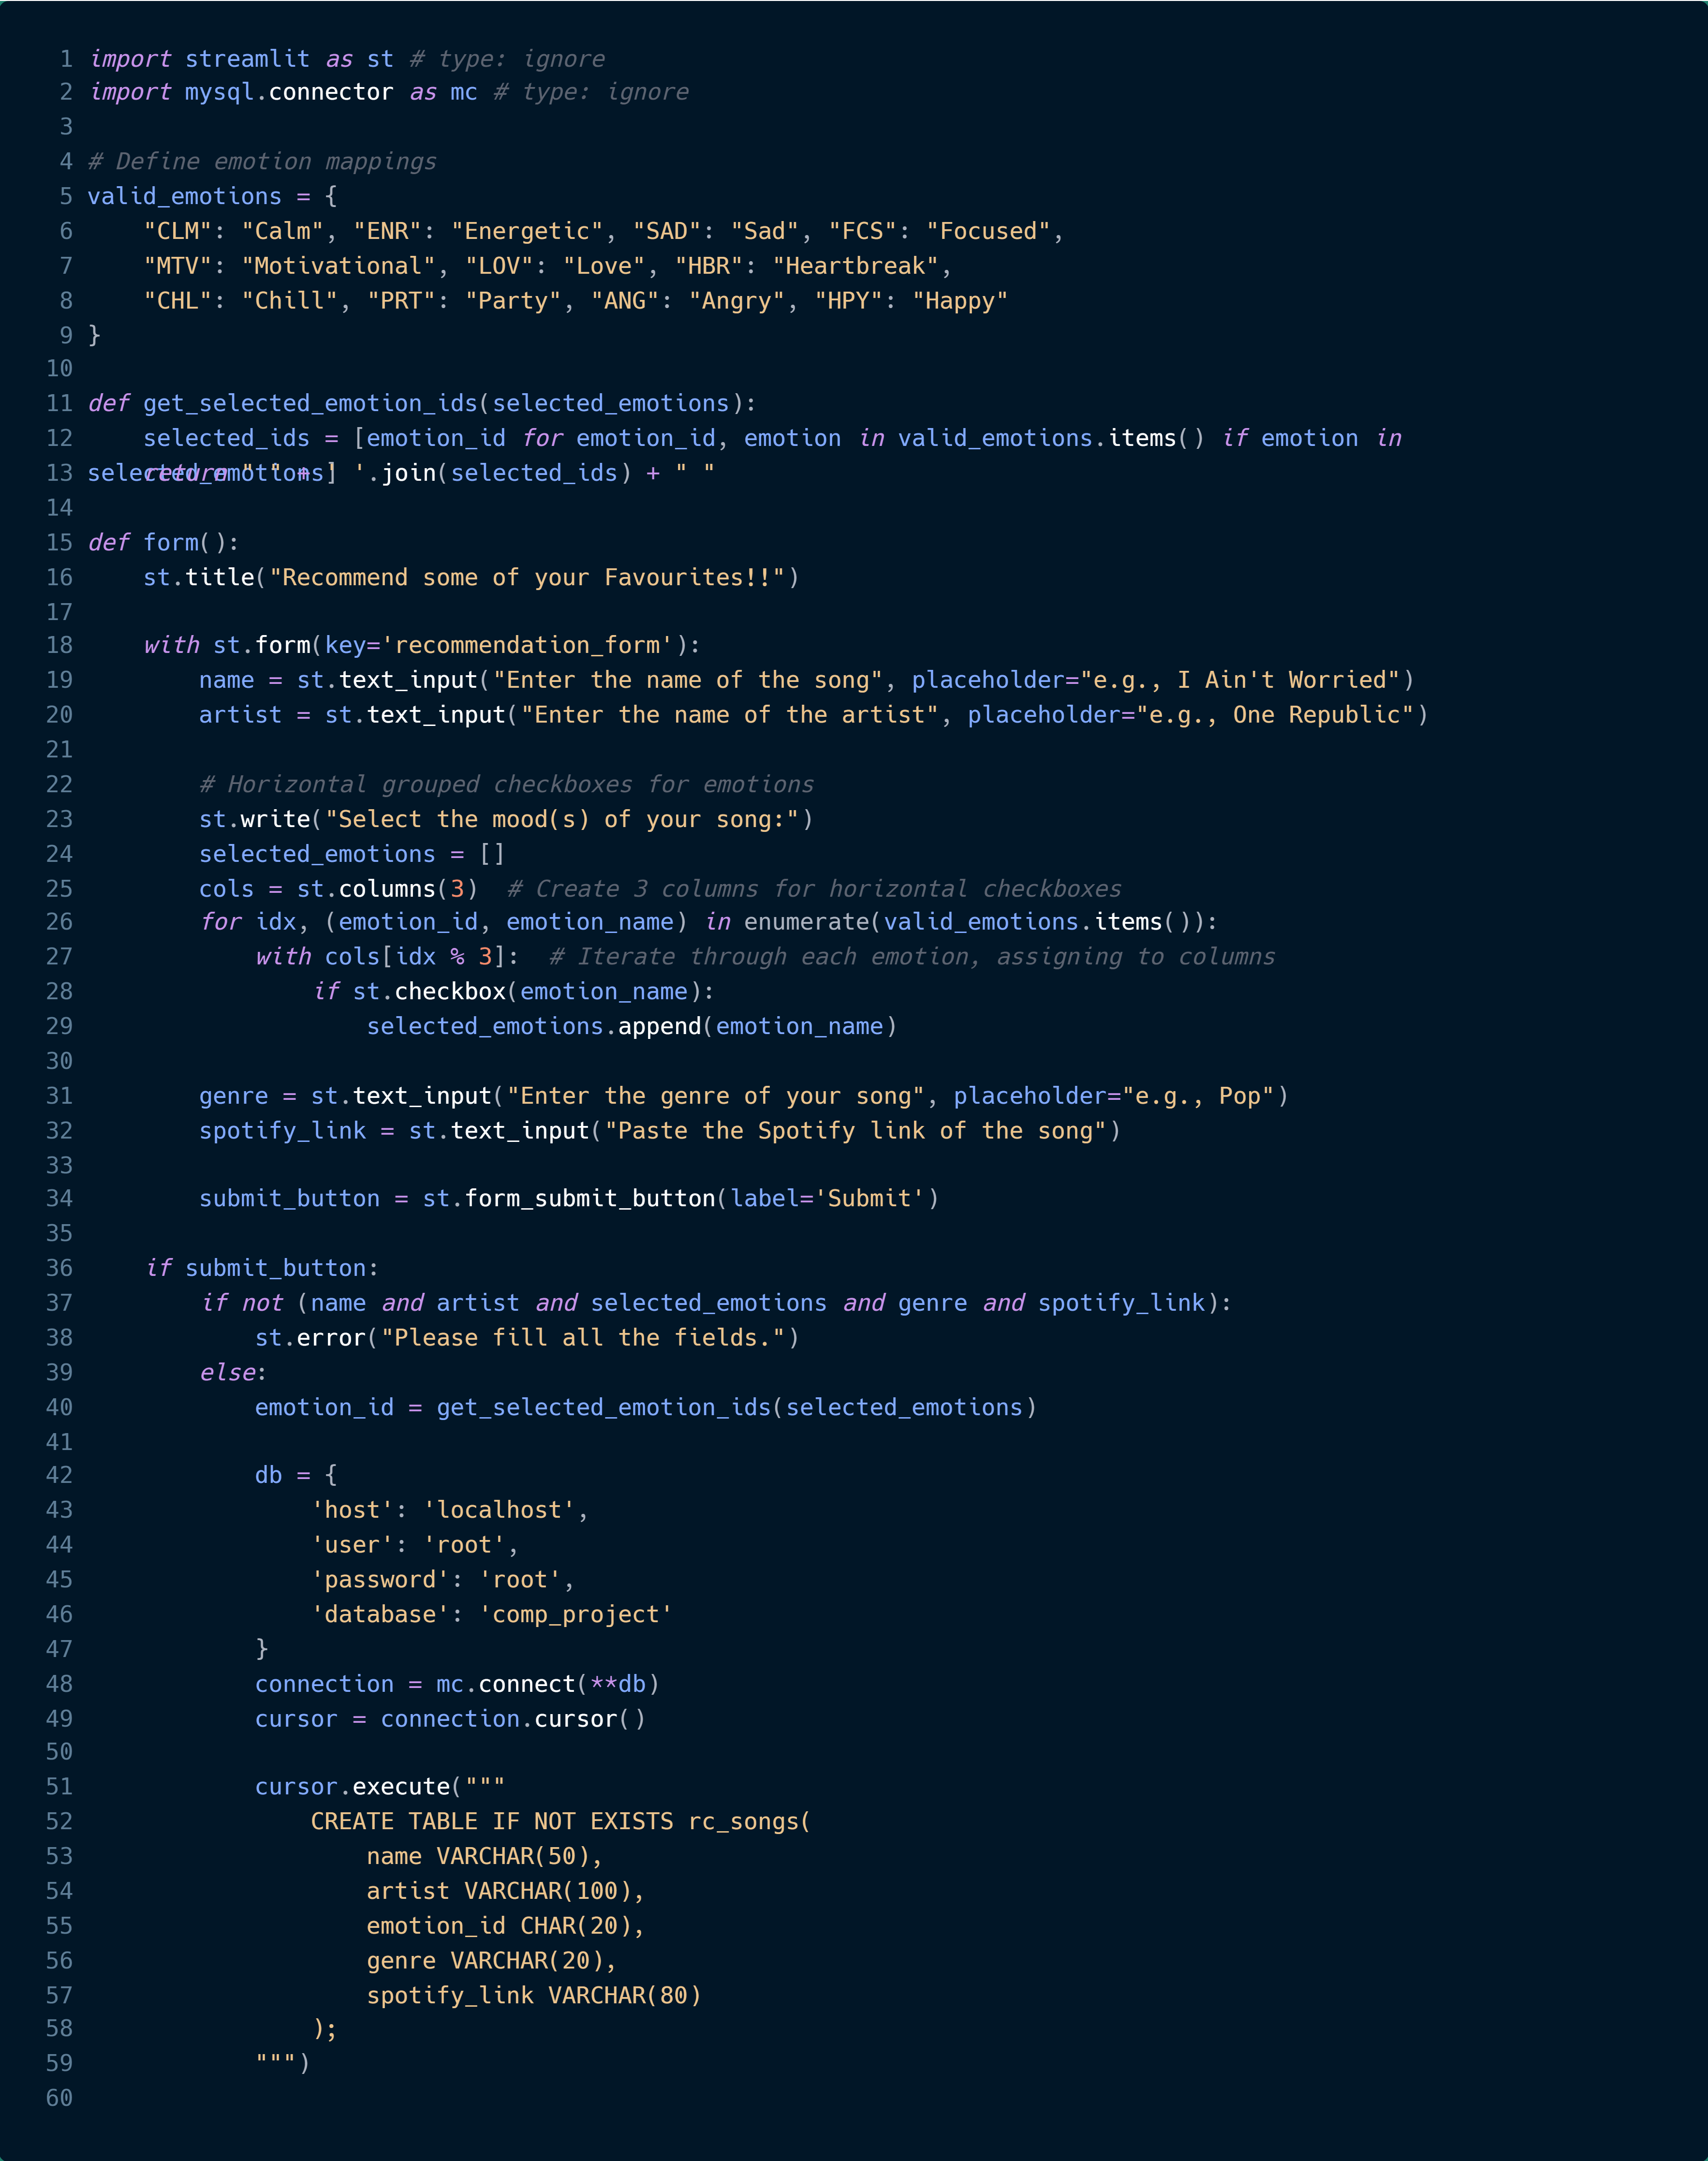 1 import streamlit as st # type: ignore
2 import mysql.connector as mc # type: ignore
3
4 # Define emotion mappings
5 valid_emotions = {
6     "CLM": "Calm", "ENR": "Energetic", "SAD": "Sad", "FCS": "Focused",
7     "MTV": "Motivational", "LOV": "Love", "HBR": "Heartbreak",
8     "CHL": "Chill", "PRT": "Party", "ANG": "Angry", "HPY": "Happy"
9 }
10
11 def get_selected_emotion_ids(selected_emotions):
12     selected_ids = [emotion_id for emotion_id, emotion in valid_emotions.items() if emotion in
selected_emotions]
13     return " " + ' '.join(selected_ids) + " "
14
15 def form():
16     st.title("Recommend some of your Favourites!!")
17
18     with st.form(key='recommendation_form'):
19         name = st.text_input("Enter the name of the song", placeholder="e.g., I Ain't Worried")
20         artist = st.text_input("Enter the name of the artist", placeholder="e.g., One Republic")
21
22         # Horizontal grouped checkboxes for emotions
23         st.write("Select the mood(s) of your song:")
24         selected_emotions = []
25         cols = st.columns(3)  # Create 3 columns for horizontal checkboxes
26         for idx, (emotion_id, emotion_name) in enumerate(valid_emotions.items()):
27             with cols[idx % 3]:  # Iterate through each emotion, assigning to columns
28                 if st.checkbox(emotion_name):
29                     selected_emotions.append(emotion_name)
30
31         genre = st.text_input("Enter the genre of your song", placeholder="e.g., Pop")
32         spotify_link = st.text_input("Paste the Spotify link of the song")
33
34         submit_button = st.form_submit_button(label='Submit')
35
36     if submit_button:
37         if not (name and artist and selected_emotions and genre and spotify_link):
38             st.error("Please fill all the fields.")
39         else:
40             emotion_id = get_selected_emotion_ids(selected_emotions)
41
42             db = {
43                 'host': 'localhost',
44                 'user': 'root',
45                 'password': 'root',
46                 'database': 'comp_project'
47             }
48             connection = mc.connect(**db)
49             cursor = connection.cursor()
50
51             cursor.execute("""
52                 CREATE TABLE IF NOT EXISTS rc_songs(
53                     name VARCHAR(50),
54                     artist VARCHAR(100),
55                     emotion_id CHAR(20),
56                     genre VARCHAR(20),
57                     spotify_link VARCHAR(80)
58                 );
59             """)
60